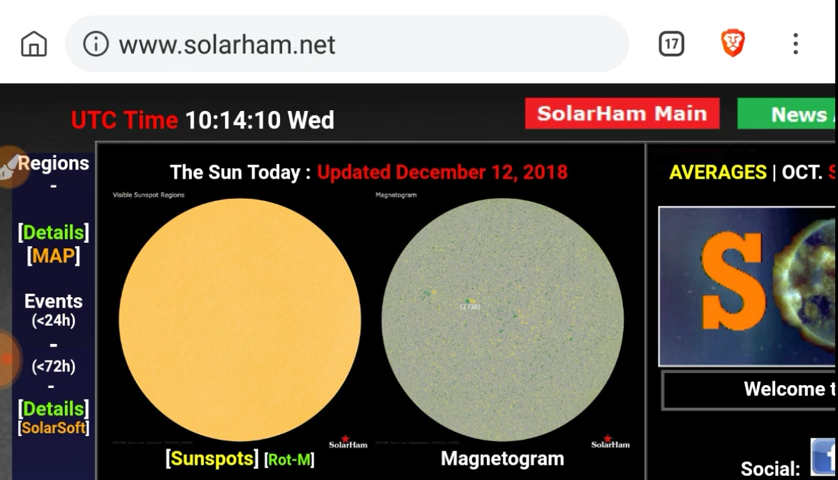 www.solarham.net
17
UTC Time 10:14:10 Wed
SolarHam Main
News
Regions
-
[Details]
[MAP]
Events
(<24h)
-
(<72h)
-
[Details]
[SolarSoft]
The Sun Today : Updated December 12, 2018
Visible Sunspot Regions
Magnetogram
(2730)
SolarHam
SolarHam
[Sunspots] [Rot-M]
Magnetogram
AVERAGES | OCT. S
S
Welcome t
Social: